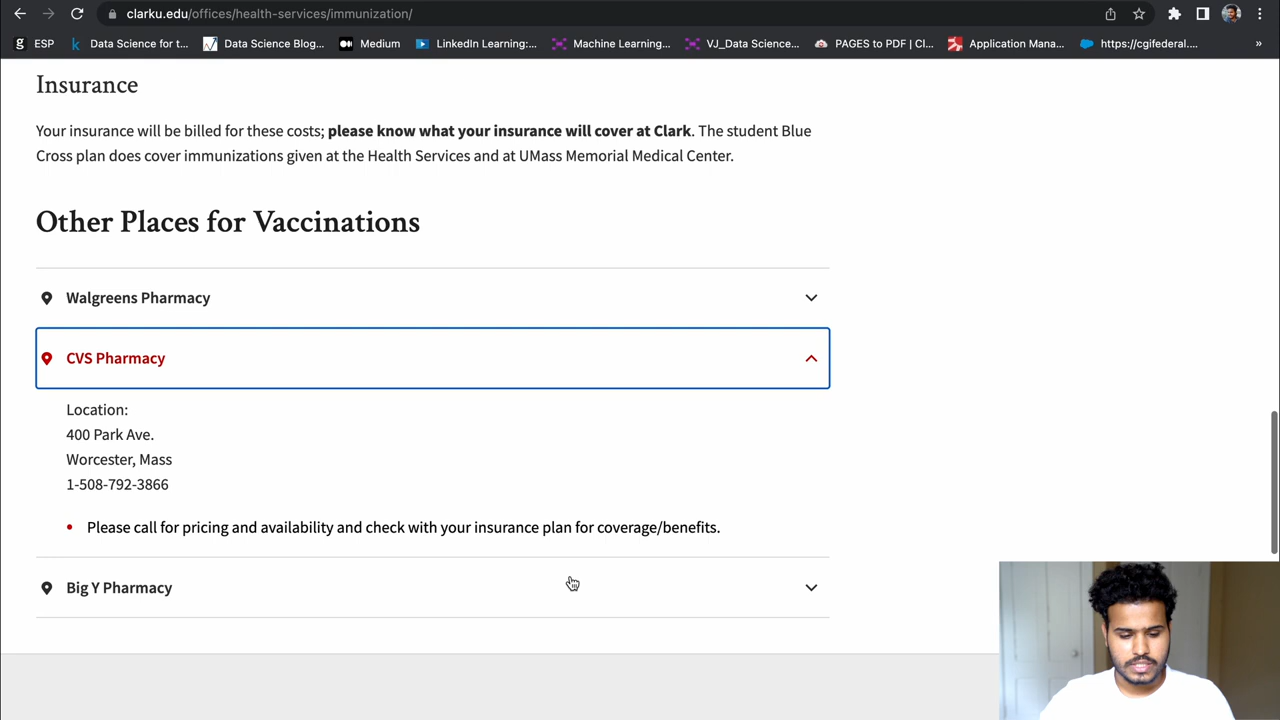 clarku.edu/offices/health-services/immunization/
ESP
Data Science for t...
Data Science Blog...
Medium
LinkedIn Learning:...
Machine Learning...
VJ_Data Science...
PAGES to PDF | Cl...
Application Mana...
https://cgifederal....
»
Insurance
Your insurance will be billed for these costs; please know what your insurance will cover at Clark. The student Blue
Cross plan does cover immunizations given at the Health Services and at UMass Memorial Medical Center.
Other Places for Vaccinations
Walgreens Pharmacy
CVS Pharmacy
Location:
400 Park Ave.
Worcester, Mass
1-508-792-3866
• Please call for pricing and availability and check with your insurance plan for coverage/benefits.
Big Y Pharmacy